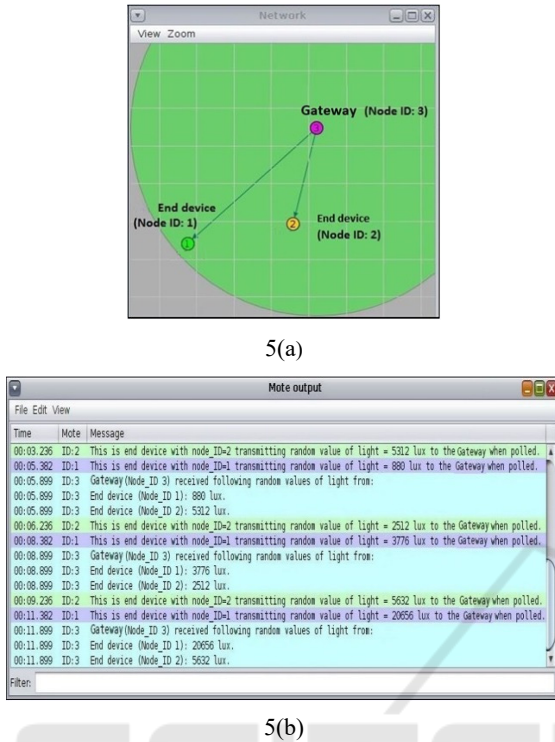 Network
View Zoom
Gateway (Node ID: 3)
3
End device
(Node ID: 1)
End device
(Node ID: 2)
2
1
5(a)
Mote output
File Edit View
Time Mote Message
00:03.236 ID:2 This is end device with node_ID=2 transmitting random value of light = 5312 lux to the Gateway when polled.
00:05.382 ID:1 This is end device with node_ID=1 transmitting random value of light = 880 lux to the Gateway when polled.
00:05.899 ID:3 Gateway(Node_ID 3) received following random values of light from:
00:05.899 ID:3 End device (Node_ID 1): 880 lux.
00:05.899 ID:3 End device (Node_ID 2): 5312 lux.
00:06.236 ID:2 This is end device with node_ID=2 transmitting random value of light = 2512 lux to the Gateway when polled.
00:08.382 ID:1 This is end device with node_ID=1 transmitting random value of light = 3776 lux to the Gateway when polled.
00:08.899 ID:3 Gateway(Node_ID 3) received following random values of light from:
00:08.899 ID:3 End device (Node_ID 1): 3776 lux.
00:08.899 ID:3 End device (Node_ID 2): 2512 lux.
00:09.236 ID:2 This is end device with node_ID=2 transmitting random value of light = 5632 lux to the Gateway when polled.
00:11.382 ID:1 This is end device with node_ID=1 transmitting random value of light = 20656 lux to the Gateway when polled.
00:11.899 ID:3 Gateway(Node_ID 3) received following random values of light from:
00:11.899 ID:3 End device (Node_ID 1): 20656 lux.
00:11.899 ID:3 End device (Node_ID 2): 5632 lux.
Filter:
5(b)